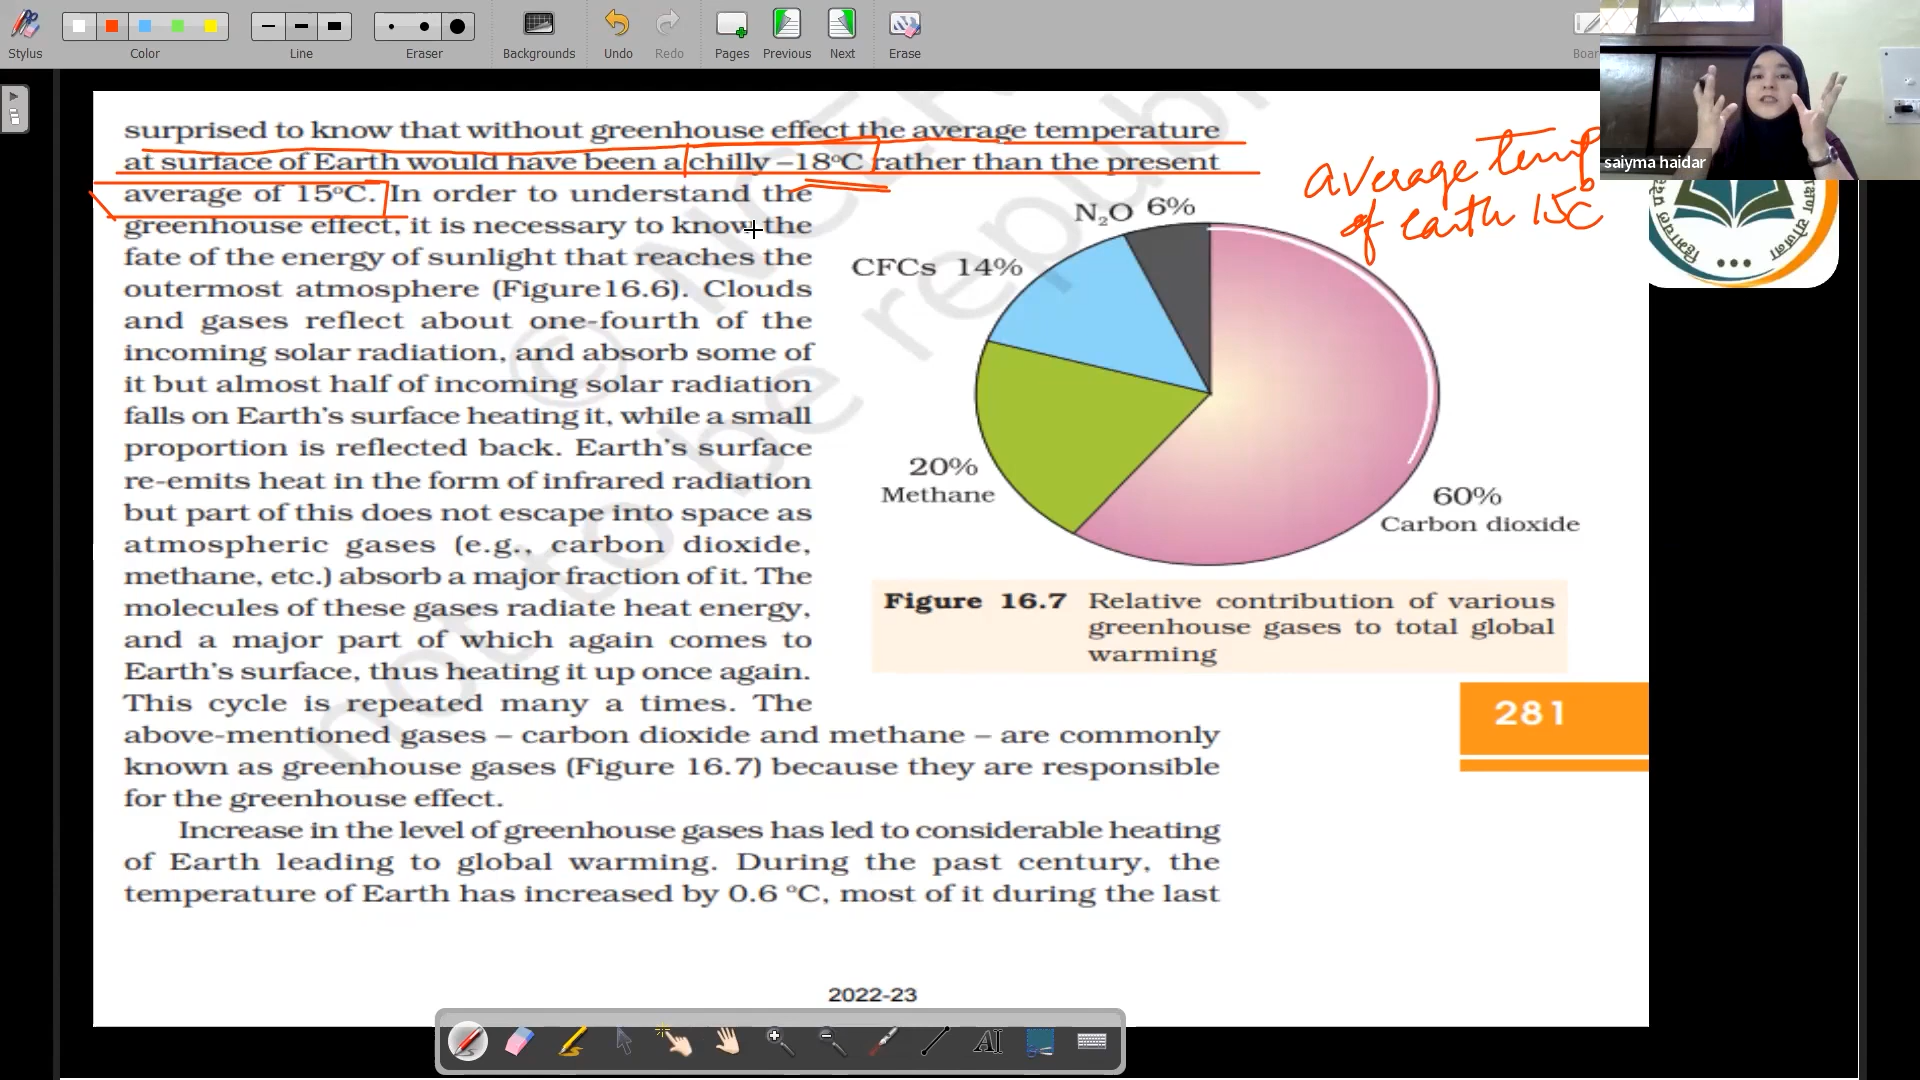 Stylus
Color
Line
Eraser
Backgrounds
Undo
Redo
Pages
Previous
Next
Erase
saiyma haidar
surprised to know that without greenhouse effect the average temperature
at surface of Earth would have been a chilly –18°C rather than the present
average of 15°C. In order to understand the
greenhouse effect, it is necessary to know the
fate of the energy of sunlight that reaches the
outermost atmosphere (Figure16.6). Clouds
and gases reflect about one-fourth of the
incoming solar radiation, and absorb some of
it but almost half of incoming solar radiation
falls on Earth's surface heating it, while a small
proportion is reflected back. Earth's surface
re-emits heat in the form of infrared radiation
but part of this does not escape into space as
atmospheric gases (e.g., carbon dioxide,
methane, etc.) absorb a major fraction of it. The
molecules of these gases radiate heat energy,
and a major part of which again comes to
Earth's surface, thus heating it up once again.
This cycle is repeated many a times. The
above-mentioned gases – carbon dioxide and methane – are commonly
known as greenhouse gases (Figure 16.7) because they are responsible
for the greenhouse effect.
Increase in the level of greenhouse gases has led to considerable heating
of Earth leading to global warming. During the past century, the
temperature of Earth has increased by 0.6 °C, most of it during the last
average temp
of earth 15°C
N₂O 6%
CFCs 14%
20%
Methane
60%
Carbon dioxide
Figure 16.7 Relative contribution of various
greenhouse gases to total global
warming
281
2022-23
© NCER
not to be republi